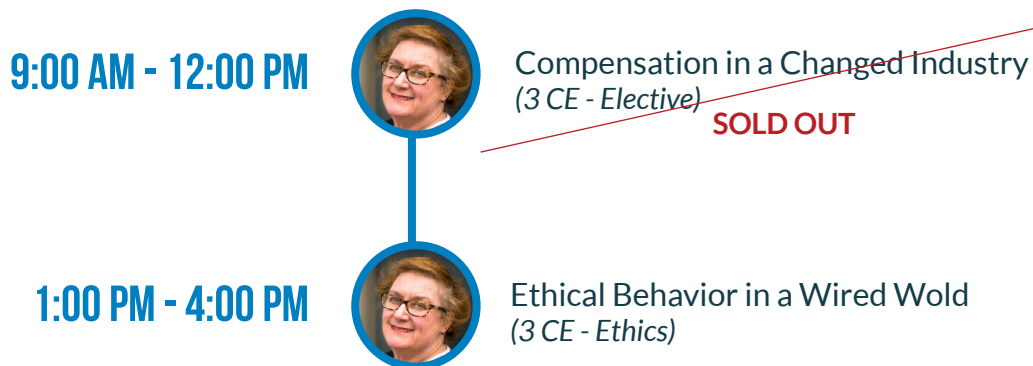 9:00 AM - 12:00 PM
Compensation in a Changed Industry
(3 CE - Elective)
SOLD OUT
1:00 PM - 4:00 PM
Ethical Behavior in a Wired Wold
(3 CE - Ethics)